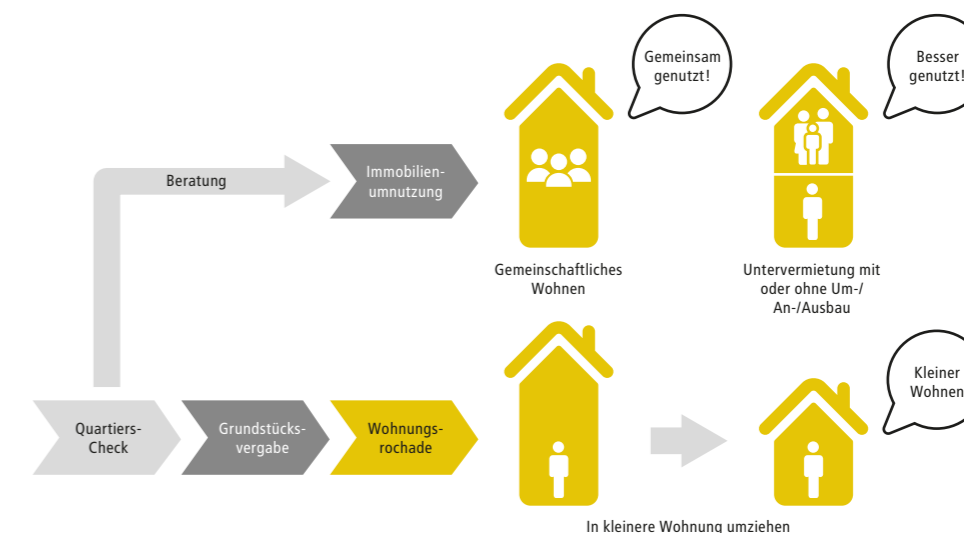 Gemeinsam
genutzt!
Besser
genutzt!
Beratung
Immobilien-
umnutzung
Gemeinschaftliches
Wohnen
Untervermietung mit
oder ohne Um-/
An-/Ausbau
Quartiers-
Check
Grundstücks-
vergabe
Wohnungs-
rochade
Kleiner
Wohnen
In kleinere Wohnung umziehen